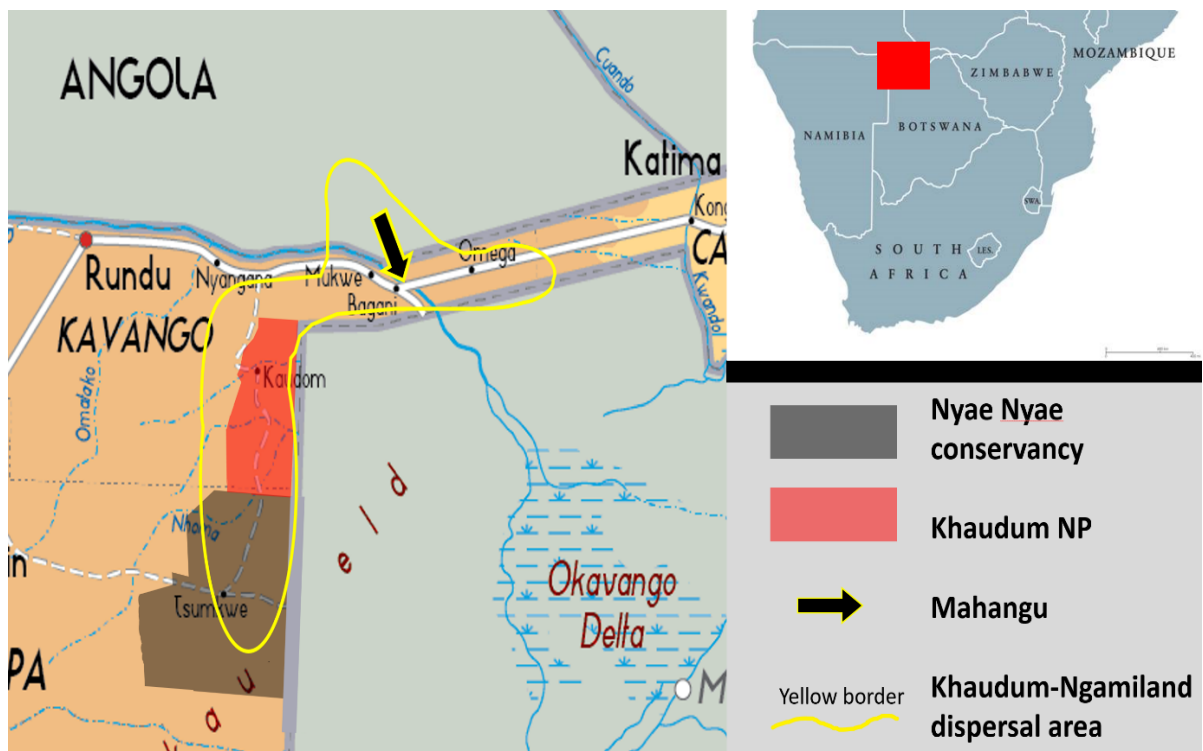 ANGOLA
Cuando
Katima
Kong
CA
Omega
Rundu
Nyangana
Mukwe
Bagani
Kwando
KAVANGO
Kaudom
Omatako
Nhoma
Tsumkwe
in
PA
e l d
k a u
Okavango
Delta
M
MOZAMBIQUE
ZIMBABWE
NAMIBIA
BOTSWANA
SWA.
LES.
SOUTH
AFRICA
Nyae Nyae
conservancy
Khaudum NP
Mahangu
Yellow border
Khaudum-Ngamiland
dispersal area